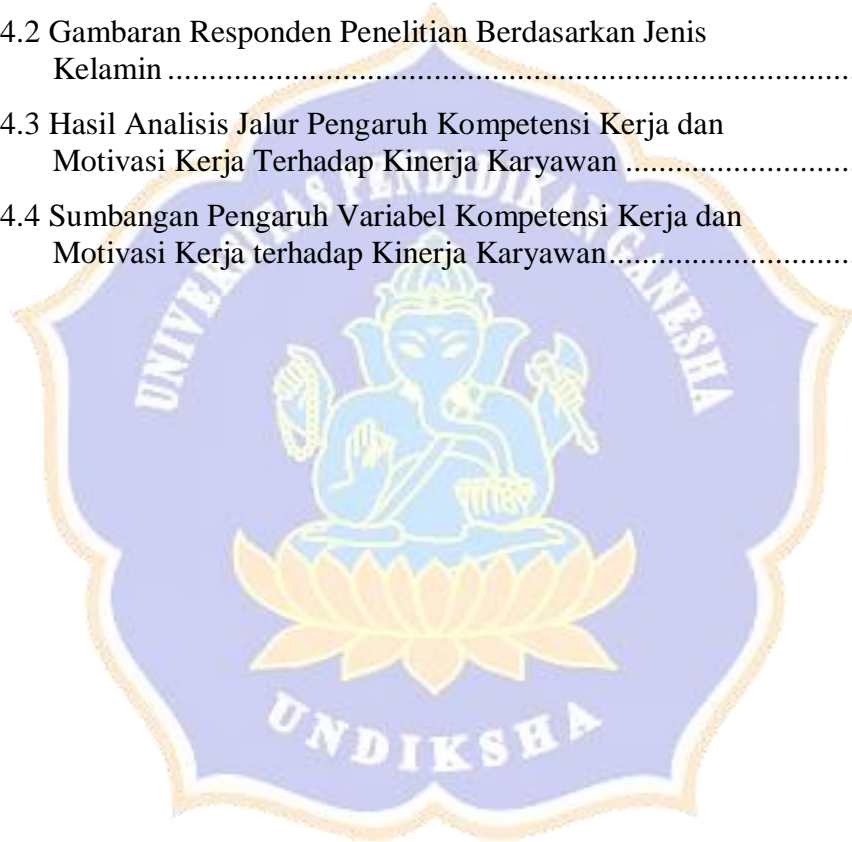 4.2 Gambaran Responden Penelitian Berdasarkan Jenis
Kelamin ....................................................................................
4.3 Hasil Analisis Jalur Pengaruh Kompetensi Kerja dan
Motivasi Kerja Terhadap Kinerja Karyawan ............................
4.4 Sumbangan Pengaruh Variabel Kompetensi Kerja dan
Motivasi Kerja terhadap Kinerja Karyawan..............................
UNIVERSITAS PENDIDIKAN GANESHA
UNDIKSHA